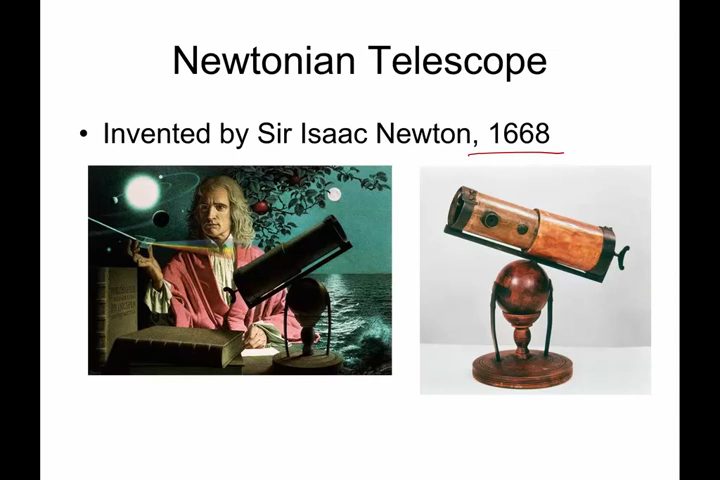 Newtonian Telescope
• Invented by Sir Isaac Newton, 1668